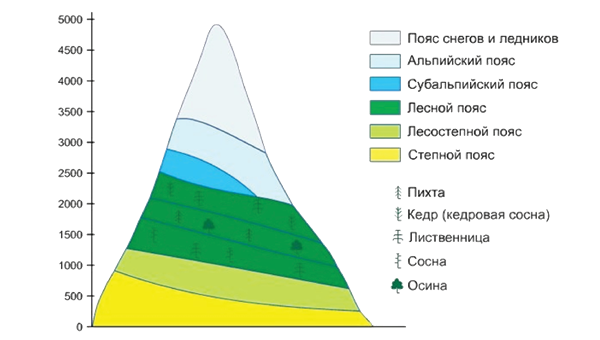 5000
4500
4000
3500
3000
2500
2000
1500
1000
500
0
Пояс снегов и ледников
Альпийский пояс
Субальпийский пояс
Лесной пояс
Лесостепной пояс
Степной пояс
Пихта
Кедр (кедровая сосна)
Лиственница
Сосна
Осина